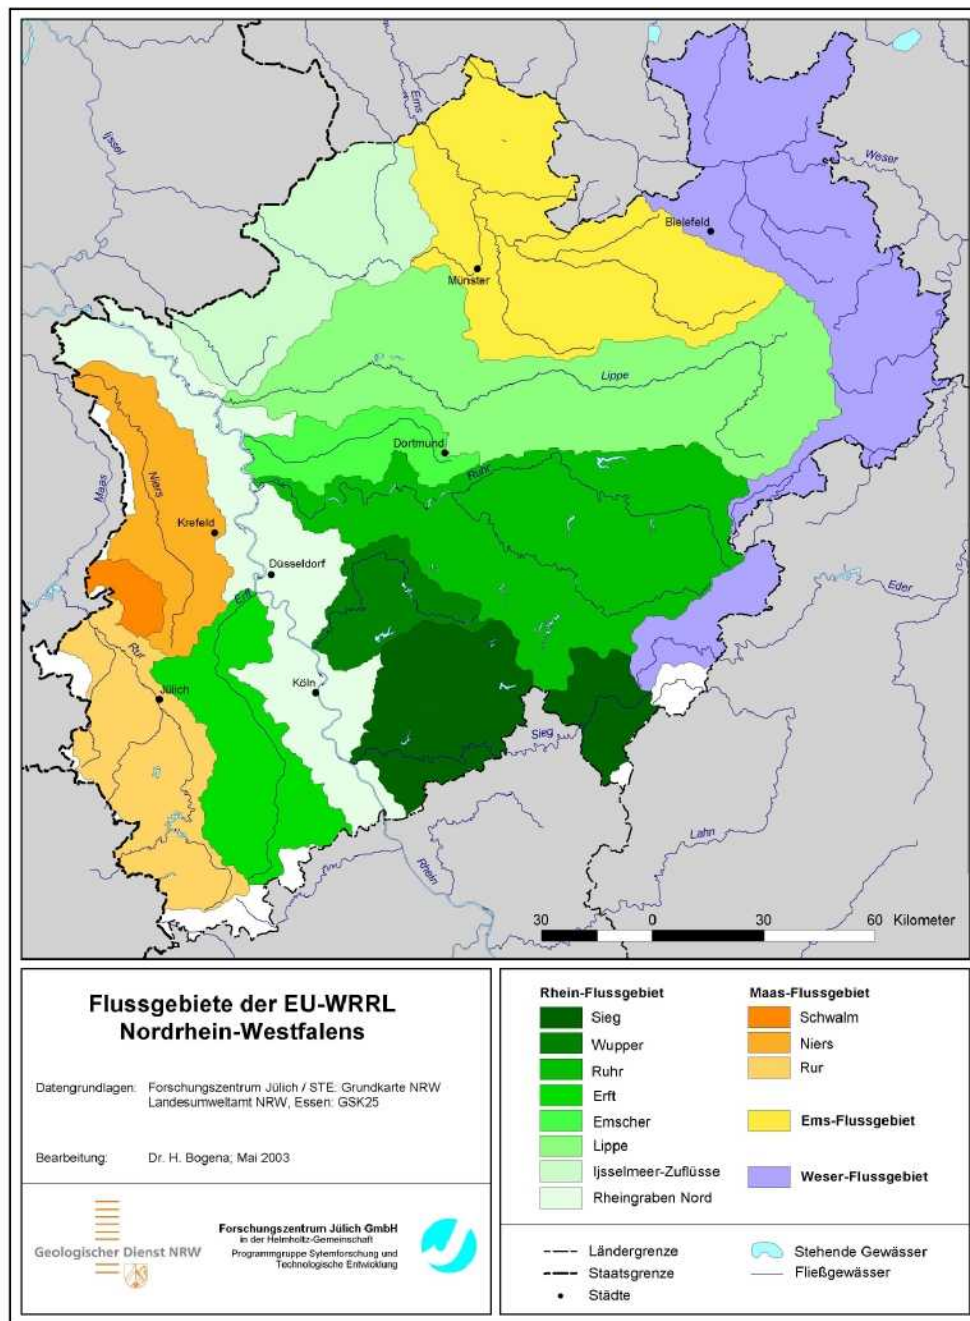 Ems
Ijssel
Weser
Bielefeld
Münster
Lippe
Dortmund
Maas
Niers
Ruhr
Krefeld
Düsseldorf
Erft
Eder
Rur
Jülich
Köln
Sieg
Lahn
Rhein
30 0 30 60 Kilometer
Flussgebiete der EU-WRRL
Nordrhein-Westfalens
Datengrundlagen: Forschungszentrum Jülich / STE: Grundkarte NRW
Landesumweltamt NRW, Essen: GSK25
Bearbeitung: Dr. H. Bogena; Mai 2003
Geologischer Dienst NRW
Forschungszentrum Jülich GmbH
in der Helmholtz-Gemeinschaft
Programmgruppe Sytemforschung und
Technologische Entwicklung
Rhein-Flussgebiet
Sieg
Wupper
Ruhr
Erft
Emscher
Lippe
Ijsselmeer-Zuflüsse
Rheingraben Nord
Maas-Flussgebiet
Schwalm
Niers
Rur
Ems-Flussgebiet
Weser-Flussgebiet
Ländergrenze
Staatsgrenze
Städte
Stehende Gewässer
Fließgewässer